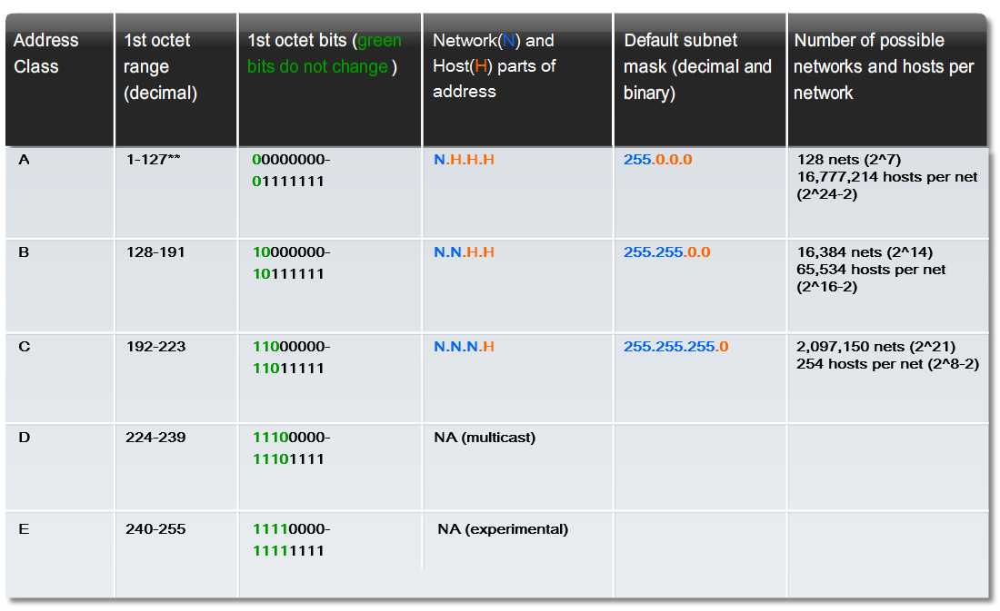 Address
Class
1st octet
range
(decimal)
1st octet bits (green
bits do not change )
Network(N) and
Host(H) parts of
address
Default subnet
mask (decimal and
binary)
Number of possible
networks and hosts per
network
A
1-127**
00000000-
01111111
N.H.H.H
255.0.0.0
128 nets (2^7)
16,777,214 hosts per net
(2^24-2)
B
128-191
10000000-
10111111
N.N.H.H
255.255.0.0
16,384 nets (2^14)
65,534 hosts per net
(2^16-2)
C
192-223
11000000-
11011111
N.N.N.H
255.255.255.0
2,097,150 nets (2^21)
254 hosts per net (2^8-2)
D
224-239
11100000-
11101111
NA (multicast)
E
240-255
11110000-
11111111
NA (experimental)